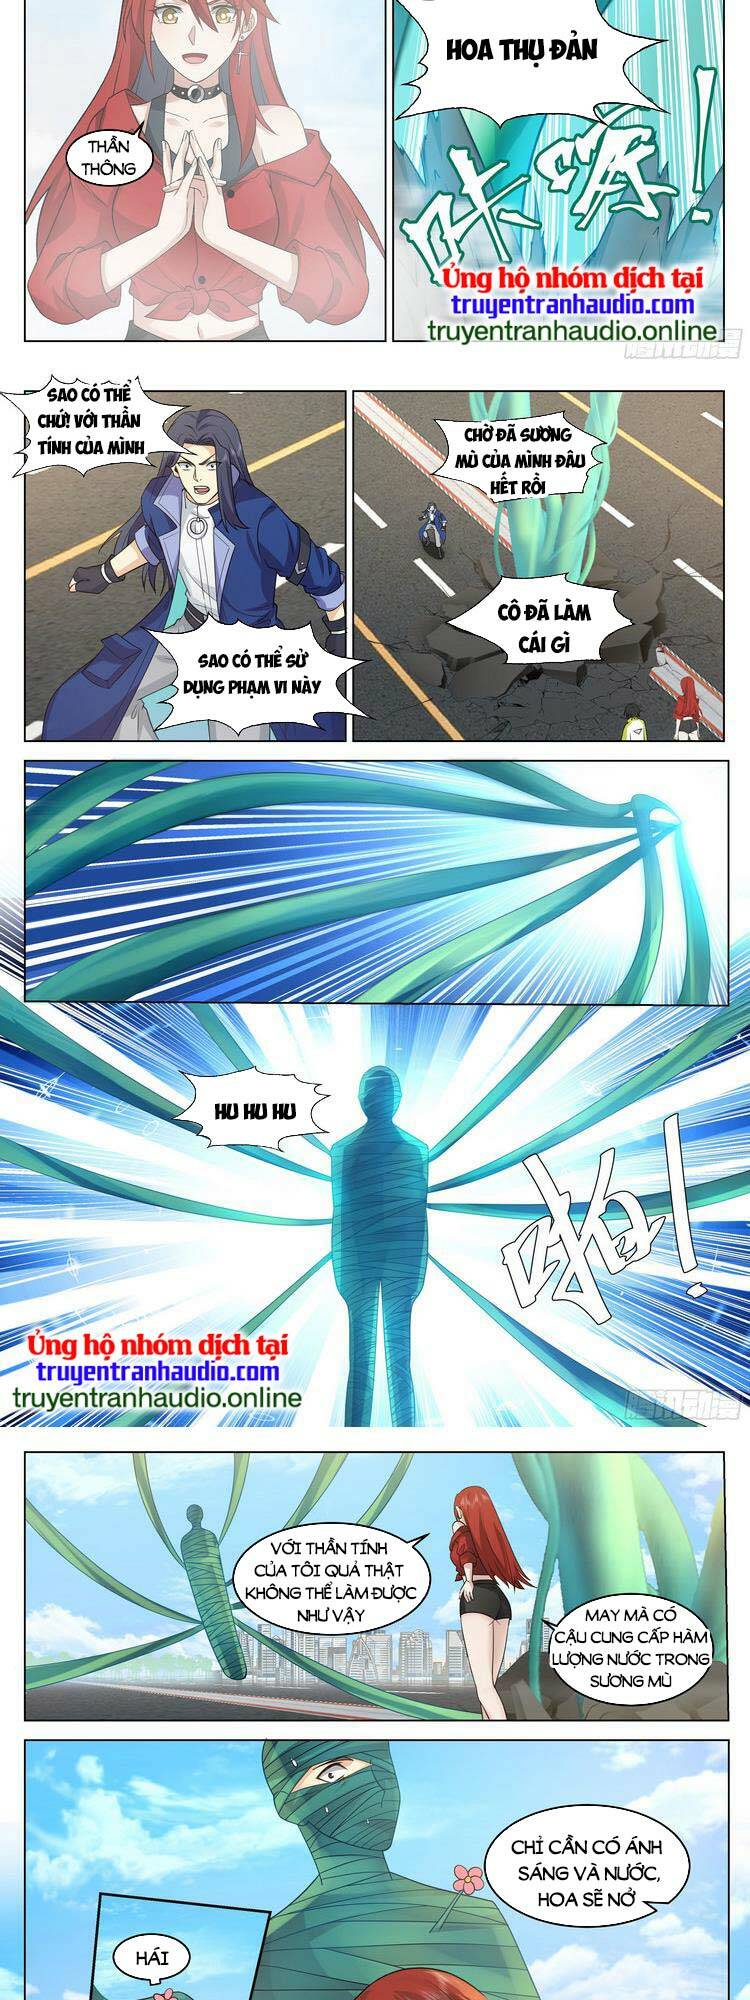 THẦN
THÔNG
HOA THỤ ĐẢN
Ủng hộ nhóm dịch tại
truyentranhaudio.com
truyentranhaudio.online
SAO CÓ THỂ
CHỨ! VỚI THẦN
TÍNH CỦA MÌNH
SAO CÓ THỂ SỬ
DỤNG PHẠM VI NÀY
CHỜ ĐÃ SƯƠNG
MÙ CỦA MÌNH ĐÂU
HẾT RỒI
CÔ ĐÃ LÀM
CÁI GÌ
HU HU HU
啪!
Ủng hộ nhóm dịch tại
truyentranhaudio.com
truyentranhaudio.online
VỚI THẦN TÍNH
CỦA TÔI QUẢ THẬT
KHÔNG THỂ LÀM ĐƯỢC
NHƯ VẬY
MAY MÀ CÓ
CẬU CUNG CẤP HÀM
LƯỢNG NƯỚC TRONG
SƯƠNG MÙ
CHỈ CẦN CÓ ÁNH
SÁNG VÀ NƯỚC,
HOA SẼ NỞ
HÁI